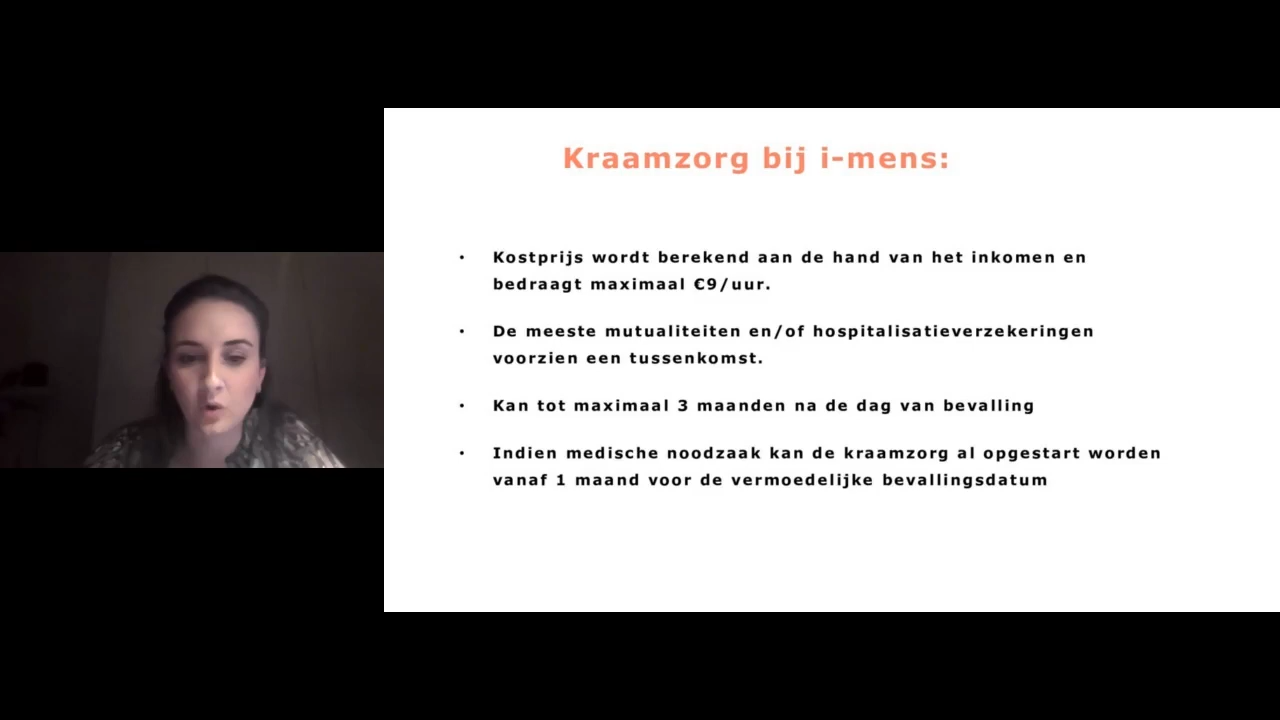 Kraamzorg bij i-mens:
• Kostprijs wordt berekend aan de hand van het inkomen en
bedraagt maximaal €9/uur.
• De meeste mutualiteiten en/of hospitalisatieverzekeringen
voorzien een tussenkomst.
• Kan tot maximaal 3 maanden na de dag van bevalling
• Indien medische noodzaak kan de kraamzorg al opgestart worden
vanaf 1 maand voor de vermoedelijke bevallingsdatum